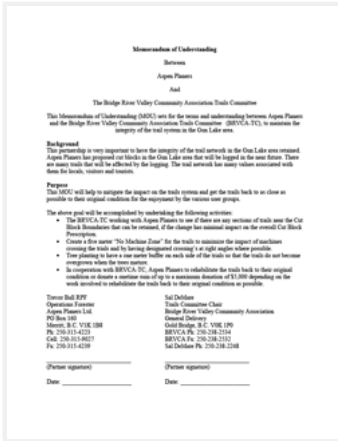 Memorandum of Understanding
Between
Aspen Planers
And
The Bridge River Valley Community Association Trails Committee
This Memorandum of Understanding (MOU) sets for the terms and understanding between Aspen Planers
and the Bridge River Valley Community Association Trails Committee (BRVCA-TC), to maintain the
integrity of the trail system in the Gun Lake area.
Background
This partnership is very important to have the integrity of the trail network in the Gun Lake area retained.
Aspen Planers has proposed cut blocks in the Gun Lake area that will be logged in the near future. There
are many trails that will be effected by the logging. The trail network has many values associated with
them for locals, visitors and tourists.
Purpose
This MOU will help to mitigate the impact on the trails system and get the trails back to as close as
possible to their original condition for the enjoyment by the various user groups.
The above goal will be accomplished by undertaking the following activities:
• The BRVCA-TC working with Aspen Planers to see if there are any sections of trails near the Cut
Block Boundaries that can be retained, if the change has minimal impact on the overall Cut Block
Prescription.
• Create a five meter "No Machine Zone" for the trails to minimize the impact of machines
crossing the trials and by having designated crossing's at right angles where possible.
• Tree planting to have a one meter buffer on each side of the trails so that the trails do not become
overgrown when the trees mature.
• In cooperation with BRVCA-TC, Aspen Planers to rehabilitate the trails back to their original
condition or donate a onetime sum of up to a maximum donation of $5,000 depending on the
work involved to rehabilitate the trails back to their original condition as possible.
Trevor Ball RPF Sal DeMare
Operations Forester Trails Committee Chair
Aspen Planers Ltd. Bridge River Valley Community Association
PO Box 160 General Delivery
Merritt, B.C. V1K 1B8 Gold Bridge, B.C. V0K 1P0
Ph: 250-315-4223 BRVCA Ph: 250-238-2534
Cell: 250-315-9927 BRVCA Fx: 250-238-2532
Fx: 250-315-4239 Sal DeMare Ph: 250-238-2248
(Partner signature) (Partner signature)
Date: Date: